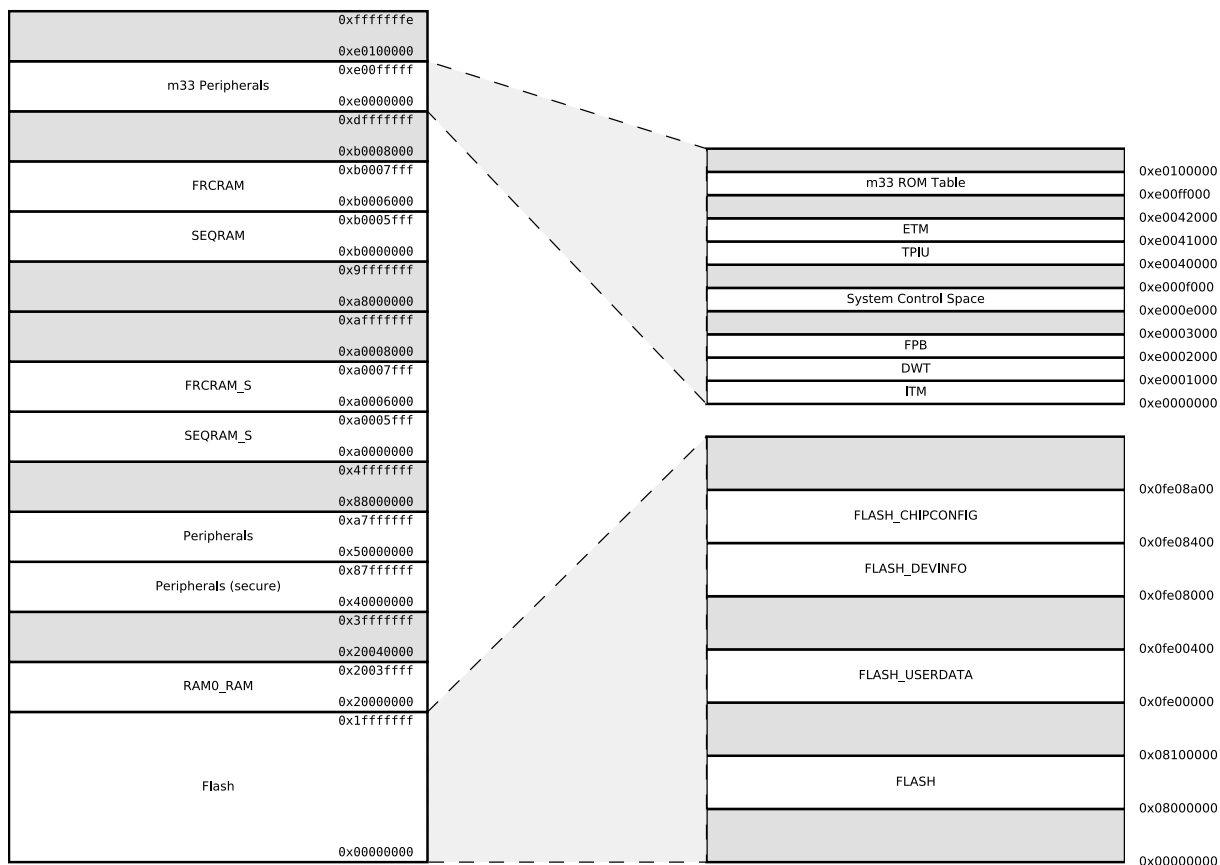 0xfffffffe
0xe0100000
0xe00fffff
m33 Peripherals
0xe0000000
0xdfffffff
0xb0008000
0xb0007fff
FRCRAM
0xb0006000
0xb0005fff
SEQRAM
0xb0000000
0x9fffffff
0xa8000000
0xafffffff
0xa0008000
0xa0007fff
FRCRAM_S
0xa0006000
0xa0005fff
SEQRAM_S
0xa0000000
0x4fffffff
0x88000000
0xa7ffffff
Peripherals
0x50000000
0x87ffffff
Peripherals (secure)
0x40000000
0x3fffffff
0x20040000
0x2003ffff
RAM0_RAM
0x20000000
0x1fffffff
Flash
0x00000000
0xe0100000
m33 ROM Table
0xe00ff000
0xe0042000
ETM
0xe0041000
TPIU
0xe0040000
0xe000f000
System Control Space
0xe000e000
0xe0003000
FPB
0xe0002000
DWT
0xe0001000
ITM
0xe0000000
0x0fe08a00
FLASH_CHIPCONFIG
0x0fe08400
FLASH_DEVINFO
0x0fe08000
0x0fe00400
FLASH_USERDATA
0x0fe00000
0x08100000
FLASH
0x08000000
0x00000000